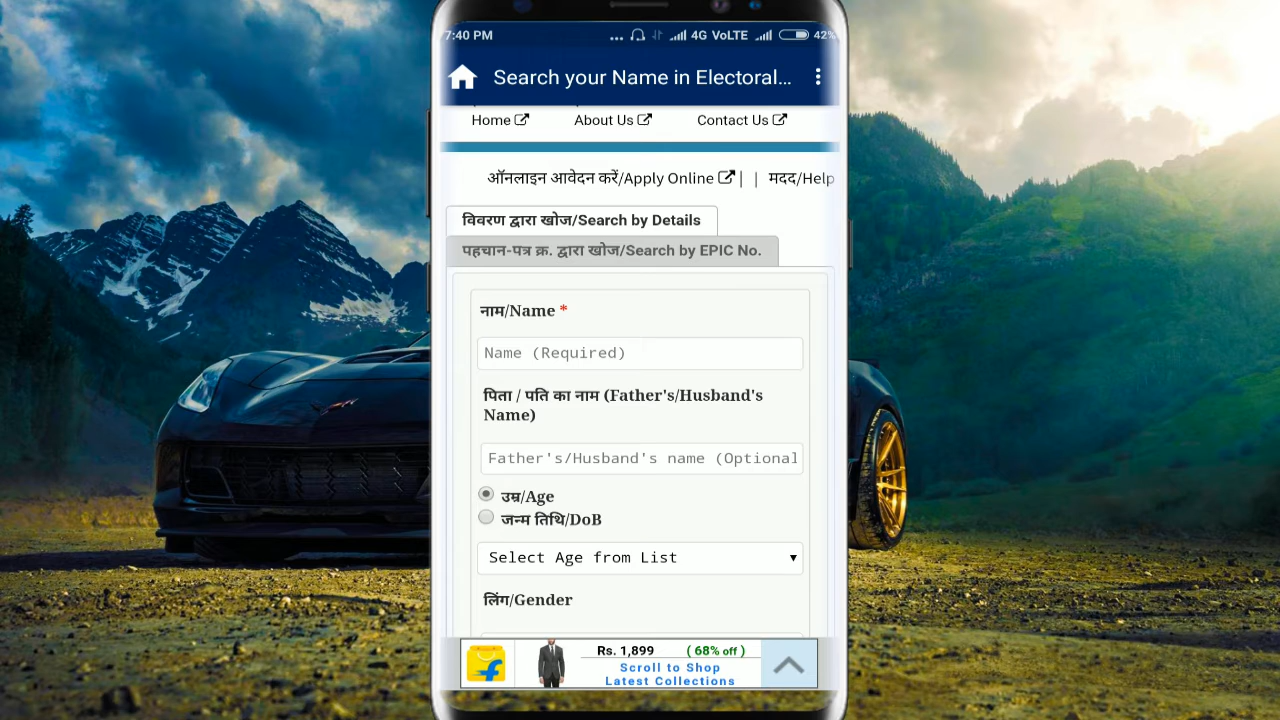 7:40 PM ... 4G VoLTE 42%
Search your Name in Electoral...
Home About Us Contact Us
ऑनलाइन आवेदन करें/Apply Online | | मदद/Help
विवरण द्वारा खोज/Search by Details
पहचान-पत्र क्र. द्वारा खोज/Search by EPIC No.
नाम/Name *
Name (Required)
पिता / पति का नाम (Father's/Husband's
Name)
Father's/Husband's name (Optional
उम्र/Age
जन्म तिथि/DoB
Select Age from List
लिंग/Gender
Rs. 1,899 ( 68% off )
Scroll to Shop
Latest Collections